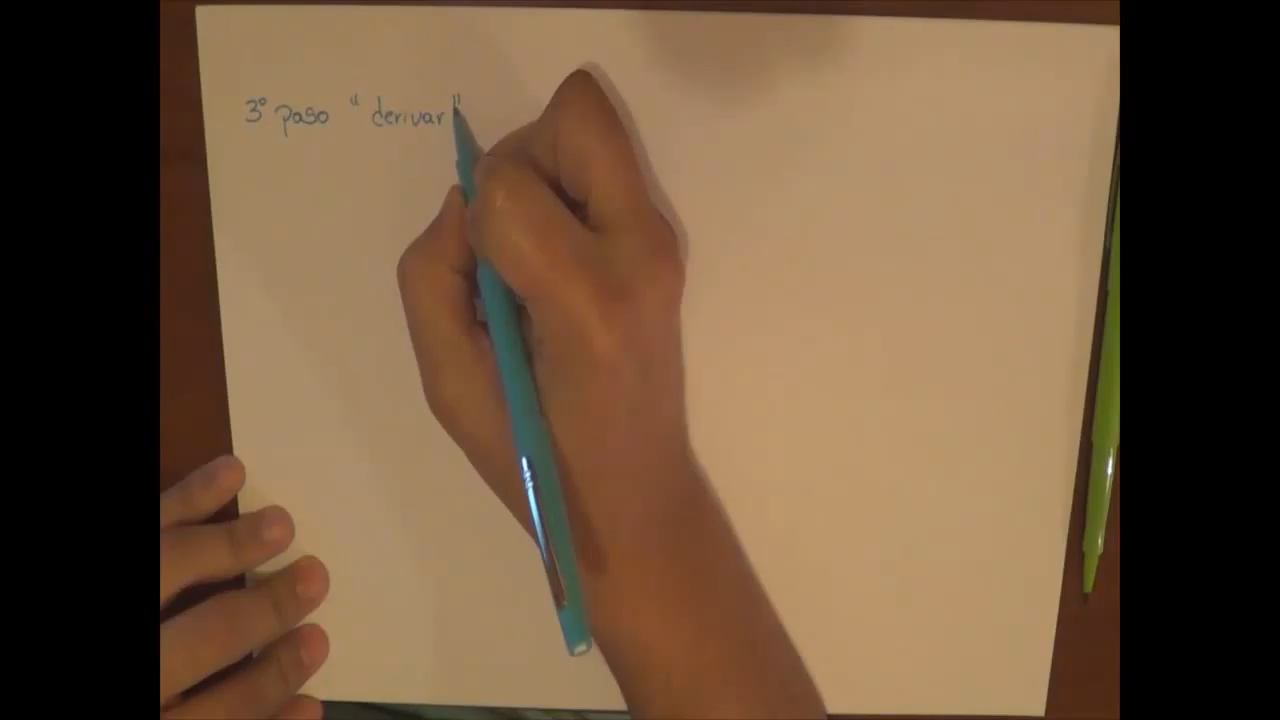 3° paso “ derivar ”